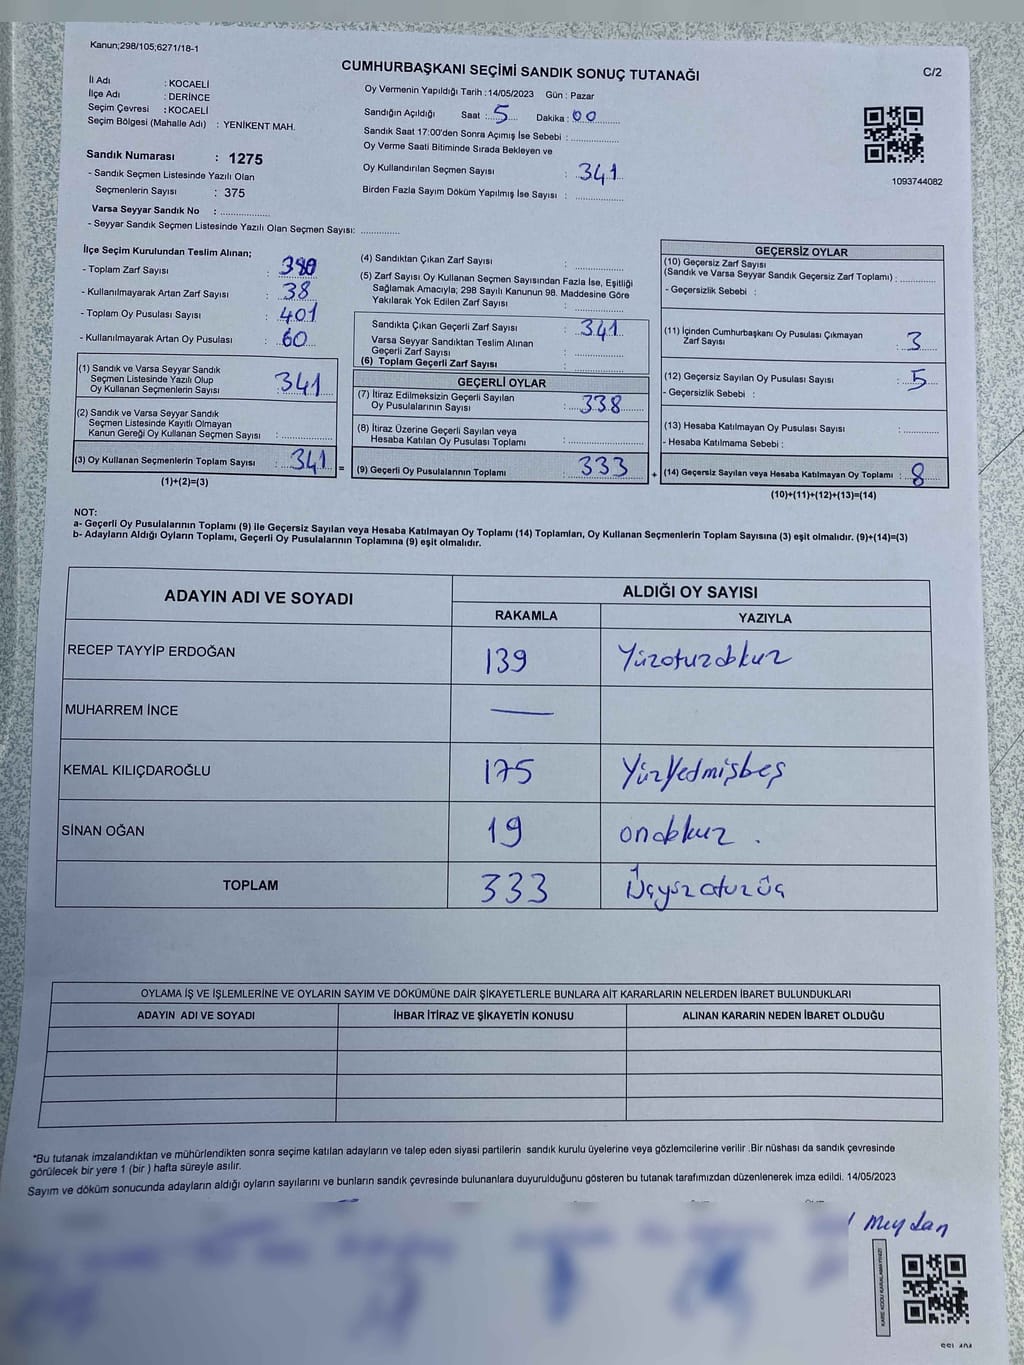 Kanun;298/105;6271/18-1
CUMHURBAŞKANI SEÇİMİ SANDIK SONUÇ TUTANAĞI
C/2
İl Adı : KOCAELİ
İlçe Adı : DERİNCE
Seçim Çevresi : KOCAELİ
Seçim Bölgesi (Mahalle Adı) : YENİKENT MAH.
Sandık Numarası : 1275
- Sandık Seçmen Listesinde Yazılı Olan
Seçmenlerin Sayısı : 375
Varsa Seyyar Sandık No : ..................
- Seyyar Sandık Seçmen Listesinde Yazılı Olan Seçmen Sayısı: ..............
Oy Vermenin Yapıldığı Tarih : 14/05/2023 Gün : Pazar
Sandığın Açıldığı Saat : 5 Dakika : 00
Sandık Saat 17:00'den Sonra Açımış İse Sebebi : ..................
Oy Verme Saati Bitiminde Sırada Bekleyen ve
Oy Kullandırılan Seçmen Sayısı : 341
Birden Fazla Sayım Döküm Yapılmış İse Sayısı : ..................
1093744082
İlçe Seçim Kurulundan Teslim Alınan;
- Toplam Zarf Sayısı : 380
- Kullanılmayarak Artan Zarf Sayısı : 38
- Toplam Oy Pusulası Sayısı : 401
- Kullanılmayarak Artan Oy Pusulası : 60
(1) Sandık ve Varsa Seyyar Sandık
Seçmen Listesinde Yazılı Olup
Oy Kullanan Seçmenlerin Sayısı : 341
(2) Sandık ve Varsa Seyyar Sandık
Seçmen Listesinde Kayıtlı Olmayan
Kanun Gereği Oy Kullanan Seçmen Sayısı : ..................
(3) Oy Kullanan Seçmenlerin Toplam Sayısı : 341 =
(1)+(2)=(3)
(4) Sandıktan Çıkan Zarf Sayısı : ..................
(5) Zarf Sayısı Oy Kullanan Seçmen Sayısından Fazla İse, Eşitliği
Sağlamak Amacıyla; 298 Sayılı Kanunun 98. Maddesine Göre
Yakılarak Yok Edilen Zarf Sayısı : ..................
Sandıkta Çıkan Geçerli Zarf Sayısı : 341
Varsa Seyyar Sandıktan Teslim Alınan
Geçerli Zarf Sayısı : ..................
(6) Toplam Geçerli Zarf Sayısı : ..................
GEÇERLİ OYLAR
(7) İtiraz Edilmeksizin Geçerli Sayılan
Oy Pusulalarının Sayısı : 338
(8) İtiraz Üzerine Geçerli Sayılan veya
Hesaba Katılan Oy Pusulası Toplamı : ..................
(9) Geçerli Oy Pusulalarının Toplamı : 333 +
GEÇERSİZ OYLAR
(10) Geçersiz Zarf Sayısı
(Sandık ve Varsa Seyyar Sandık Geçersiz Zarf Toplamı) : ..............
- Geçersizlik Sebebi :
(11) İçinden Cumhurbaşkanı Oy Pusulası Çıkmayan
Zarf Sayısı : 3
(12) Geçersiz Sayılan Oy Pusulası Sayısı : 5
- Geçersizlik Sebebi :
(13) Hesaba Katılmayan Oy Pusulası Sayısı : ..............
- Hesaba Katılmama Sebebi :
(14) Geçersiz Sayılan veya Hesaba Katılmayan Oy Toplamı : 8
(10)+(11)+(12)+(13)=(14)
NOT:
a- Geçerli Oy Pusulalarının Toplamı (9) ile Geçersiz Sayılan veya Hesaba Katılmayan Oy Toplamı (14) Toplamları, Oy Kullanan Seçmenlerin Toplam Sayısına (3) eşit olmalıdır. (9)+(14)=(3)
b- Adayların Aldığı Oyların Toplamı, Geçerli Oy Pusulalarının Toplamına (9) eşit olmalıdır.
ADAYIN ADI VE SOYADI
ALDIĞI OY SAYISI
RAKAMLA YAZIYLA
RECEP TAYYİP ERDOĞAN 139 Yüzotuzdokuz
MUHARREM İNCE —
KEMAL KILIÇDAROĞLU 175 YüzYedmişbeş
SİNAN OĞAN 19 ondokuz .
TOPLAM 333 Üçyüzotuzüç
OYLAMA İŞ VE İŞLEMLERİNE VE OYLARIN SAYIM VE DÖKÜMÜNE DAİR ŞİKAYETLERLE BUNLARA AİT KARARLARIN NELERDEN İBARET BULUNDUKLARI
ADAYIN ADI VE SOYADI İHBAR İTİRAZ VE ŞİKAYETİN KONUSU ALINAN KARARIN NEDEN İBARET OLDUĞU
*Bu tutanak imzalandıktan ve mühürlendikten sonra seçime katılan adayların ve talep eden siyasi partilerin sandık kurulu üyelerine veya gözlemcilerine verilir .Bir nüshası da sandık çevresinde
görülecek bir yere 1 (bir ) hafta süreyle asılır.
Sayım ve döküm sonucunda adayların aldığı oyların sayılarını ve bunların sandık çevresinde bulunanlara duyurulduğunu gösteren bu tutanak tarafımızdan düzenlenerek imza edildi. 14/05/2023
Meydan
KARE KODU KARALAMAYINIZ!